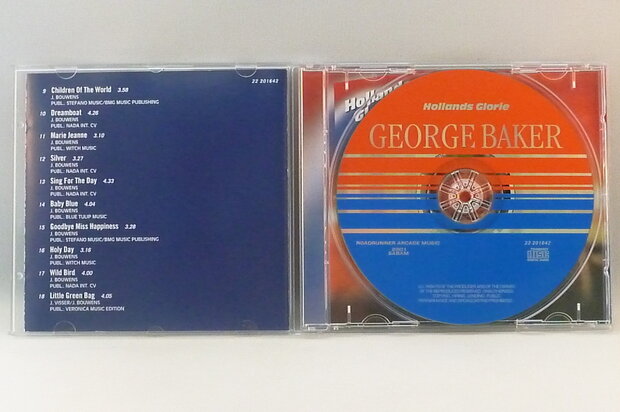 22 201642
9 Children Of The World 3.58
J. BOUWENS
PUBL.: STEFANO MUSIC/BMG MUSIC PUBLISHING
10 Dreamboat 4.26
J. BOUWENS
PUBL.: NADA INT. CV
11 Marie Jeanne 3.10
J. BOUWENS
PUBL.: WITCH MUSIC
12 Silver 3.27
J. BOUWENS
PUBL.: NADA INT. CV
13 Sing For The Day 4.33
J. BOUWENS
PUBL.: NADA INT. CV
14 Baby Blue 4.04
J. BOUWENS
PUBL.: BLUE TULIP MUSIC
15 Goodbye Miss Happiness 3.28
J. BOUWENS
PUBL.: STEFANO MUSIC/BMG MUSIC PUBLISHING
16 Holy Day 3.16
J. BOUWENS
PUBL.: WITCH MUSIC
17 Wild Bird 4.00
J. BOUWENS
PUBL.: NADA INT. CV
18 Little Green Bag 4.05
J. VISSER/J. BOUWENS
PUBL.: VERONICA MUSIC EDITION
Hollands Glorie
GEORGE BAKER
ROADRUNNER ARCADE MUSIC
22 201642
SABAM